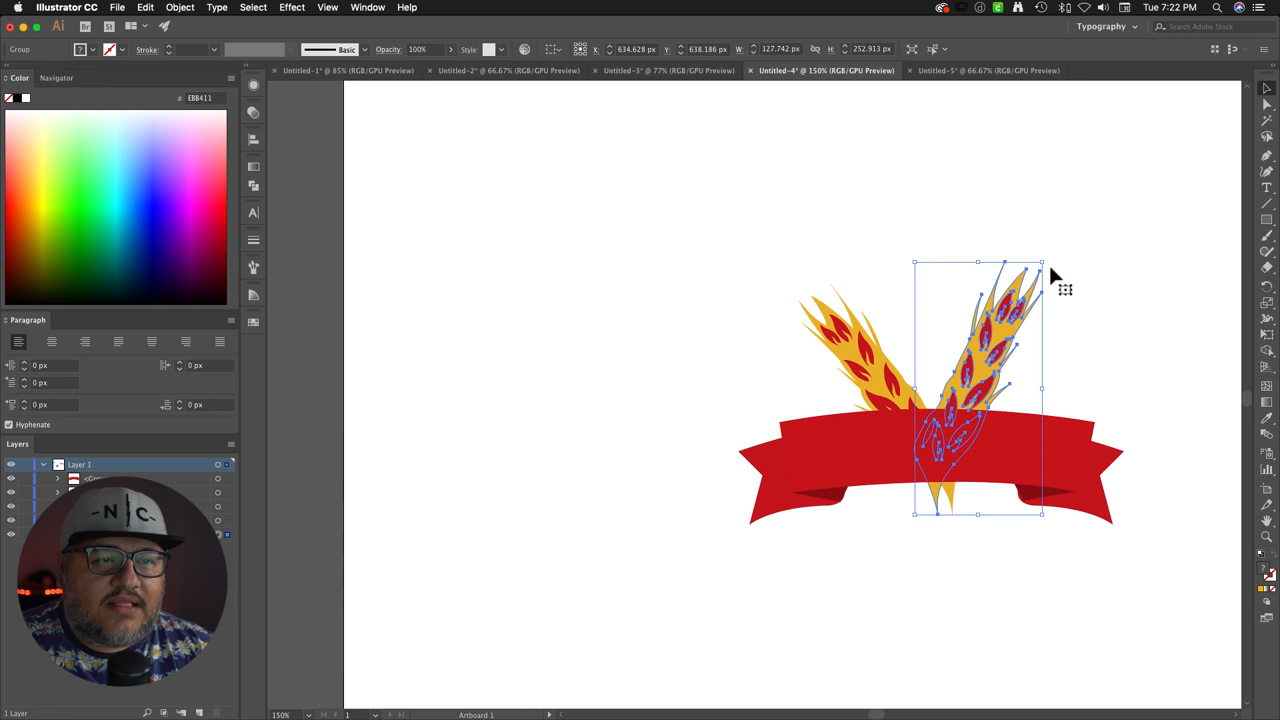 Illustrator CC File Edit Object Type Select Effect View Window Help
Tue 7:22 PM
Ai Br St
Typography
Search Adobe Stock
Group ? Stroke: Basic Opacity: 100% Style: X: 634.628 px Y: 638.186 px W: 127.742 px H: 252.913 px
Color Navigator
× Untitled-1* @ 85% (RGB/GPU Preview) × Untitled-2* @ 66.67% (RGB/GPU Preview) × Untitled-3* @ 77% (RGB/GPU Preview) × Untitled-4* @ 150% (RGB/GPU Preview) × Untitled-5* @ 66.67% (RGB/GPU Preview)
# EBB411
Paragraph
0 px 0 px
0 px
0 px 0 px
Hyphenate
Layers
Layer 1
-N C-
1 Layer
150% 1 Artboard 1